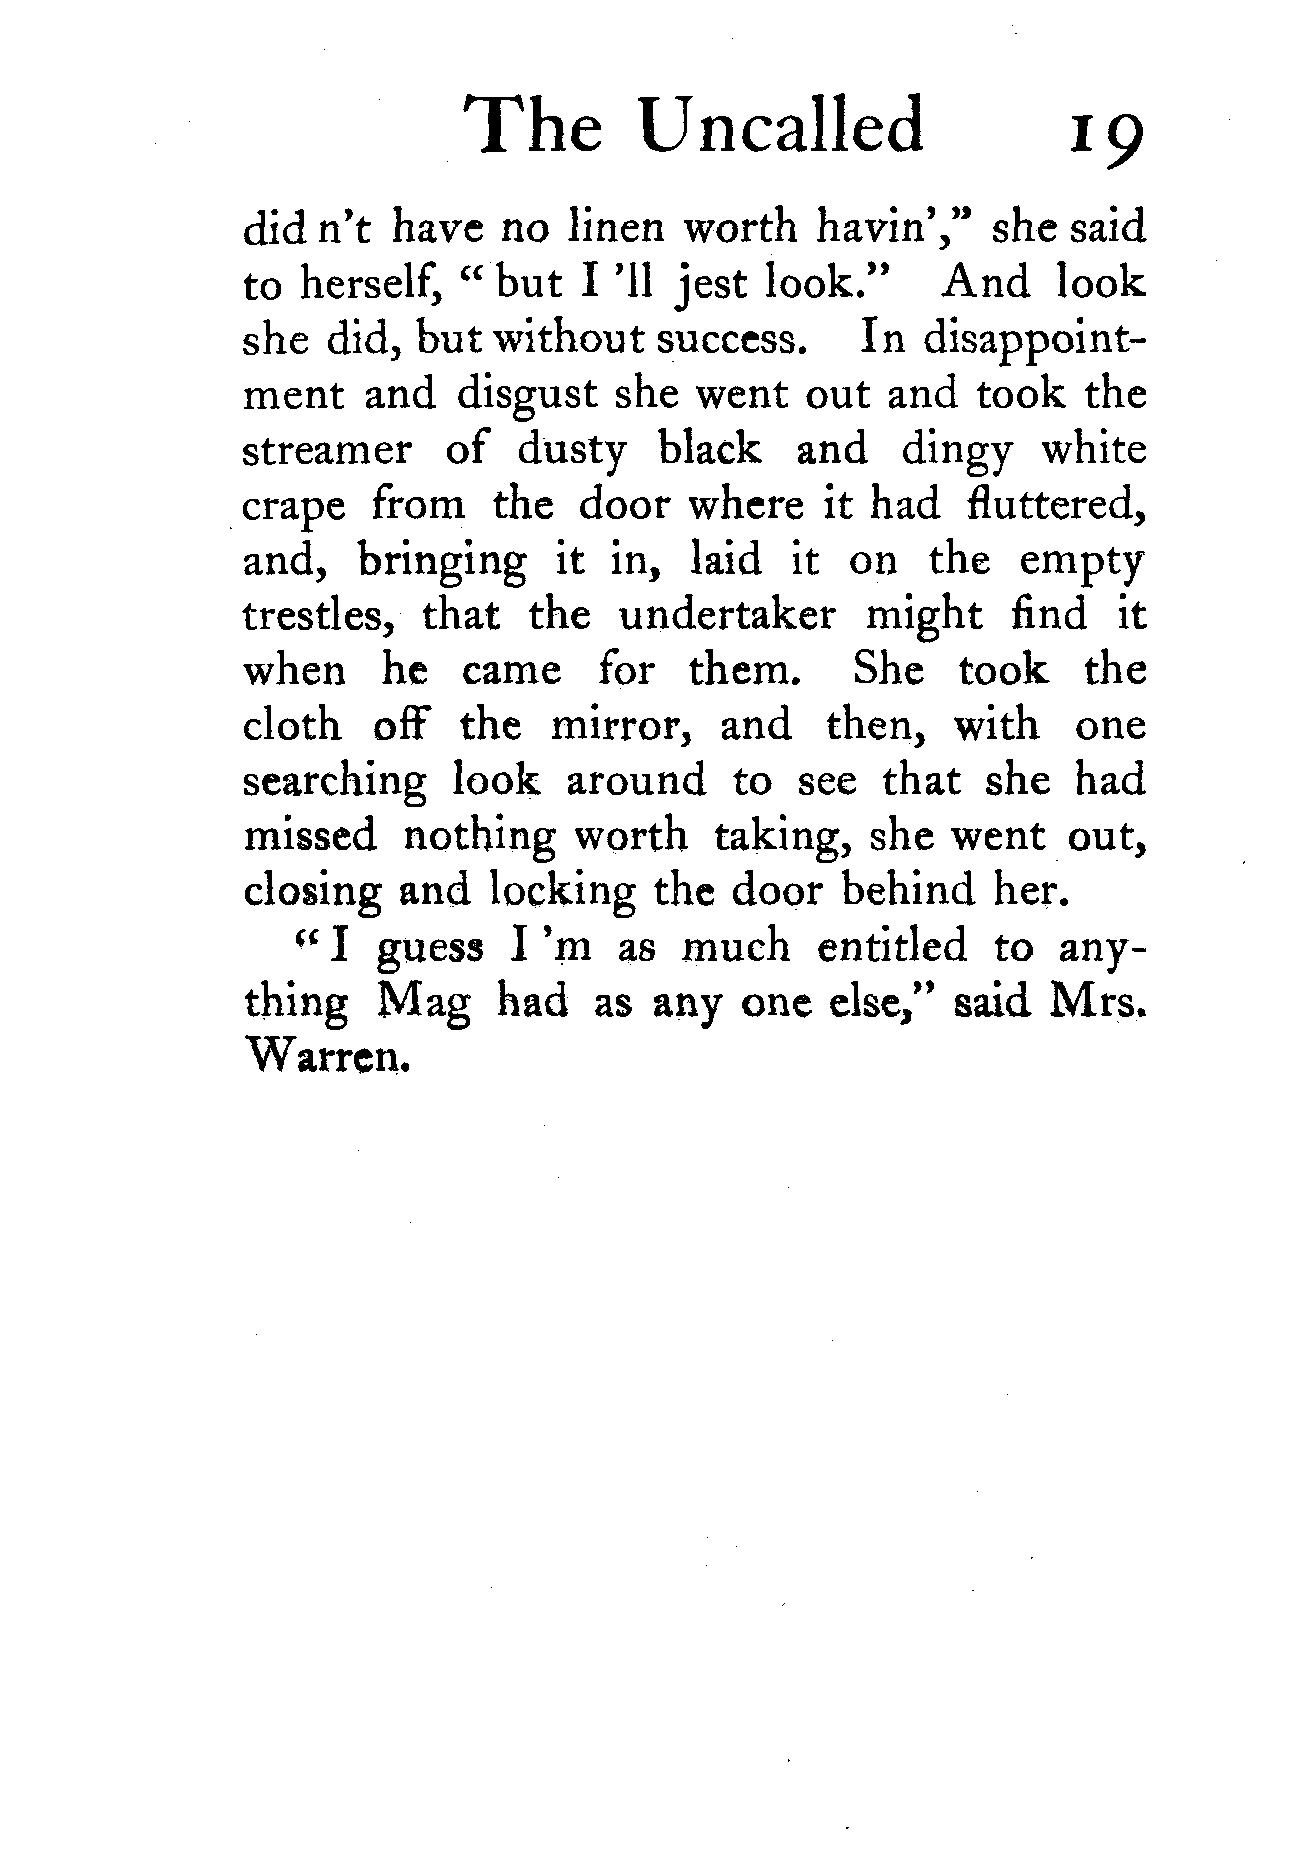 The Uncalled 19
did n't have no linen worth havin'," she said
to herself, "but I 'll jest look." And look
she did, but without success. In disappoint-
ment and disgust she went out and took the
streamer of dusty black and dingy white
crape from the door where it had fluttered,
and, bringing it in, laid it on the empty
trestles, that the undertaker might find it
when he came for them. She took the
cloth off the mirror, and then, with one
searching look around to see that she had
missed nothing worth taking, she went out,
closing and locking the door behind her.
"I guess I 'm as much entitled to any-
thing Mag had as any one else," said Mrs.
Warren.